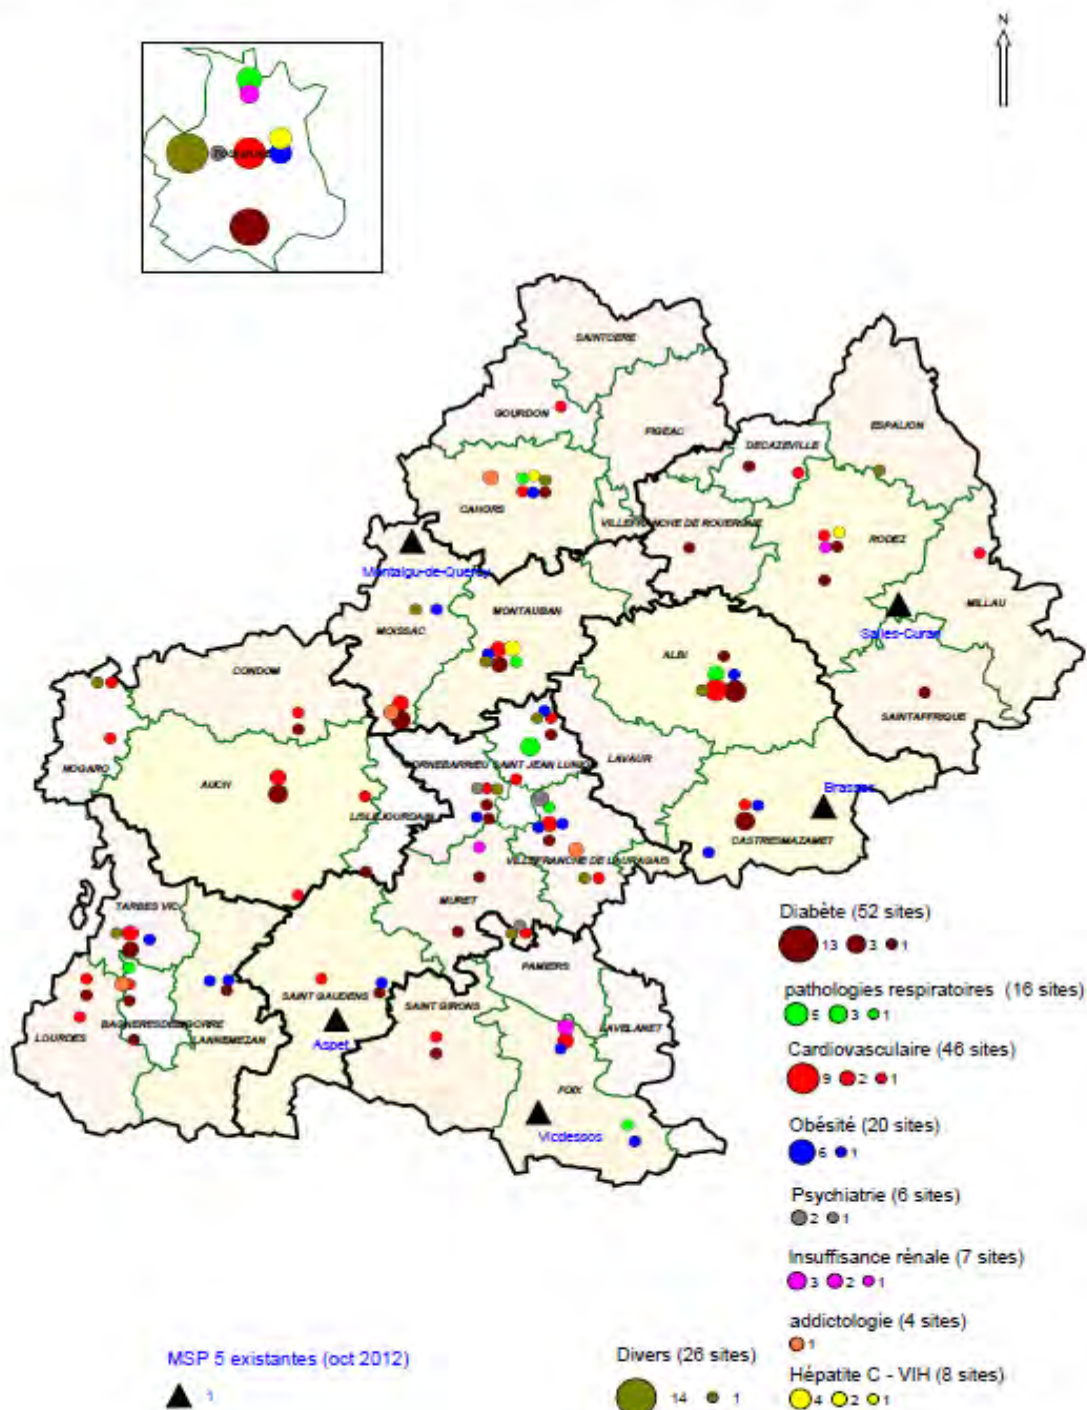 N
SAINTCERE
GOURDON
FIGEAC
ESPALION
DECAZEVILLE
CAHORS
VILLEFRANCHE DE ROUERGUE
RODEZ
Montaigu-de-Quercy
MONTAUBAN
MILLAU
MOISSAC
Salles-Curan
ALBI
CONDOM
SAINTAFFRIQUE
CORNEBARRIEU SAINT JEAN
LAVAUR
NOGARO
AUCH
Brassac
LISLEJOURDAIN
CASTRESMAZAMET
VILLEFRANCHE DE LAURAGAIS
MURET
TARBES VIC
Diabète (52 sites)
13 3 1
PAMIERS
pathologies respiratoires (16 sites)
5 3 1
SAINT GAUDENS
SAINT GIRONS
LAVELANET
LOURDES
BAGNERESDEBIGORRE
LANNEMEZAN
Aspet
Cardiovasculaire (46 sites)
9 2 1
FOIX
Vicdessos
Obésité (20 sites)
6 1
Psychiatrie (6 sites)
2 1
Insuffisance rénale (7 sites)
3 2 1
addictologie (4 sites)
1
MSP 5 existantes (oct 2012)
1
Divers (26 sites)
14 1
Hépatite C - VIH (8 sites)
4 2 1